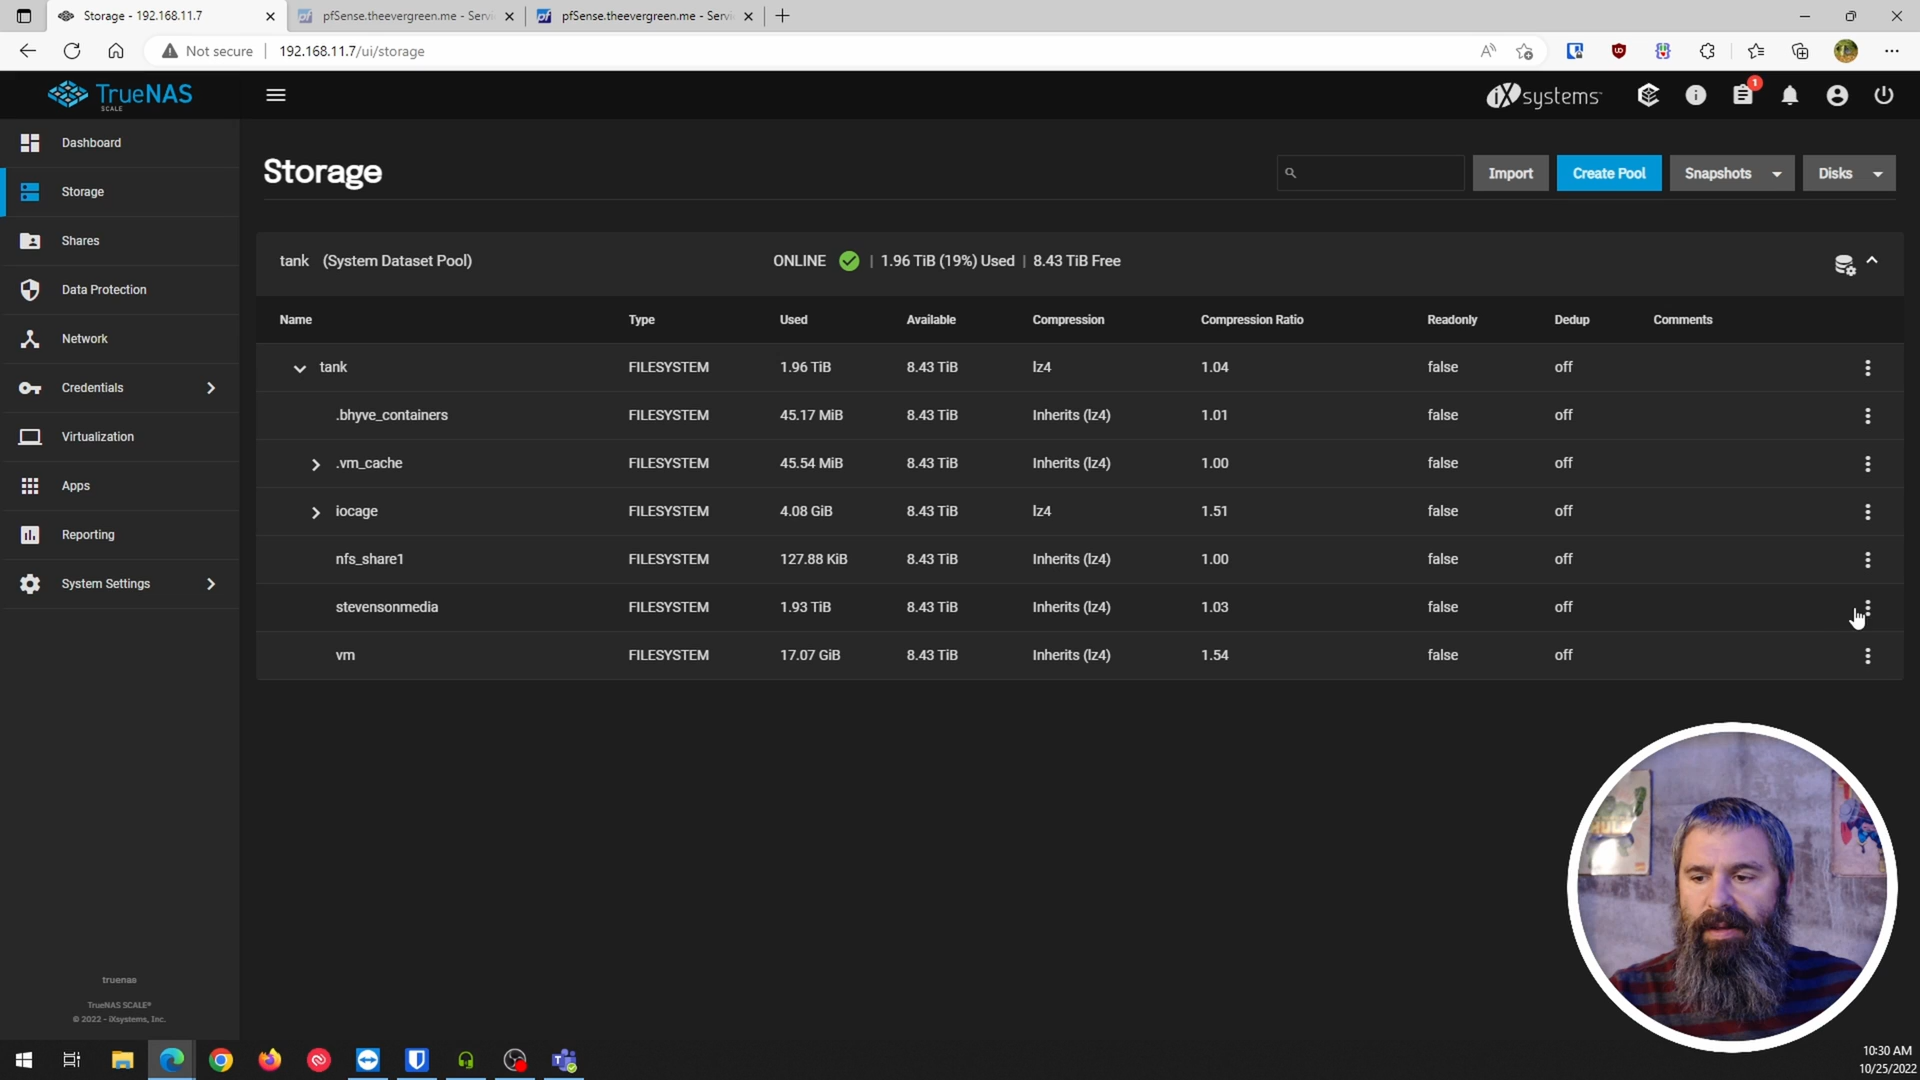 Storage - 192.168.11.7
pfSense.theevergreen.me - Servi
pfSense.theevergreen.me - Servi
Not secure
192.168.11.7/ui/storage
TrueNAS
SCALE
iXsystems
1
Dashboard
Storage
Shares
Data Protection
Network
Credentials
Virtualization
Apps
Reporting
System Settings
Storage
Import
Create Pool
Snapshots
Disks
tank (System Dataset Pool)
ONLINE | 1.96 TiB (19%) Used | 8.43 TiB Free
Name Type Used Available Compression Compression Ratio Readonly Dedup Comments
tank FILESYSTEM 1.96 TiB 8.43 TiB lz4 1.04 false off
.bhyve_containers FILESYSTEM 45.17 MiB 8.43 TiB Inherits (lz4) 1.01 false off
.vm_cache FILESYSTEM 45.54 MiB 8.43 TiB Inherits (lz4) 1.00 false off
iocage FILESYSTEM 4.08 GiB 8.43 TiB lz4 1.51 false off
nfs_share1 FILESYSTEM 127.88 KiB 8.43 TiB Inherits (lz4) 1.00 false off
stevensonmedia FILESYSTEM 1.93 TiB 8.43 TiB Inherits (lz4) 1.03 false off
vm FILESYSTEM 17.07 GiB 8.43 TiB Inherits (lz4) 1.54 false off
truenas
TrueNAS SCALE®
© 2022 - iXsystems, Inc.
10:30 AM
10/25/2022